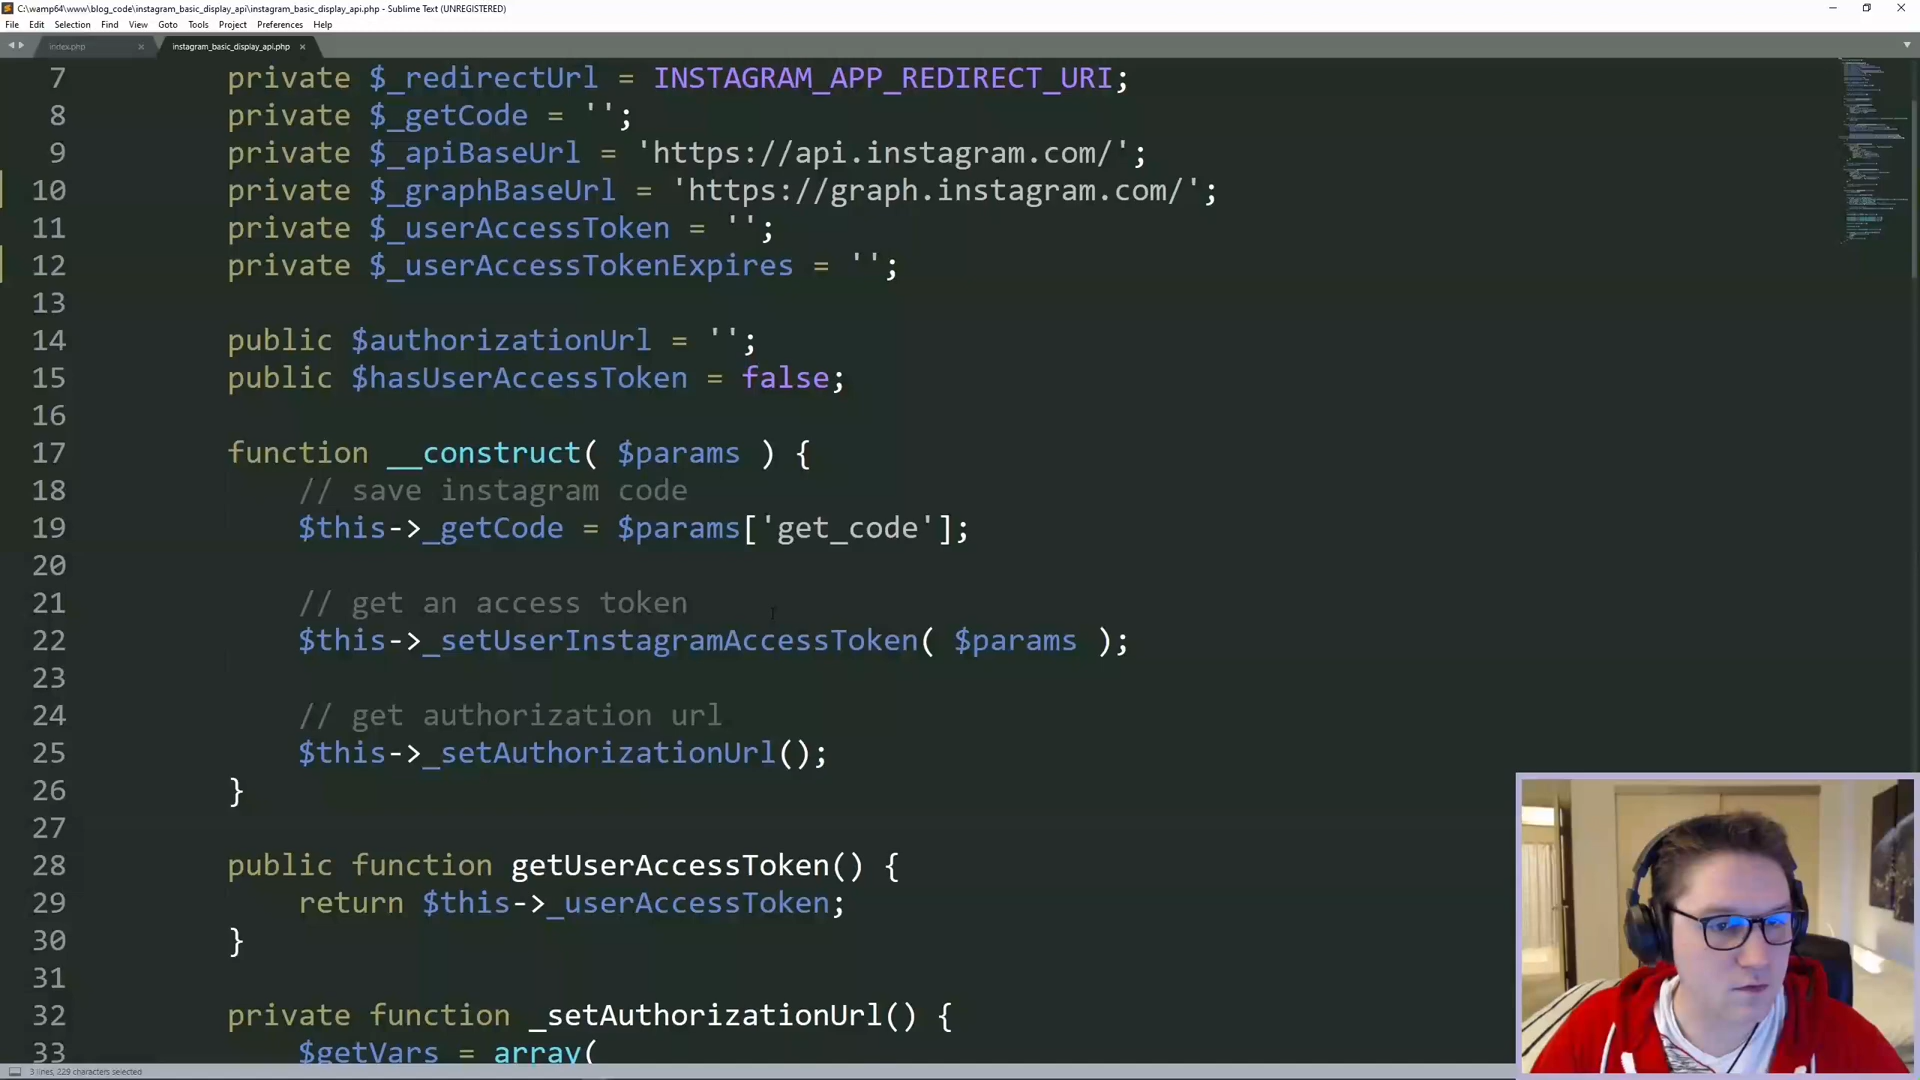 C:\wamp64\www\blog_code\instagram_basic_display_api\instagram_basic_display_api.php - Sublime Text (UNREGISTERED)
File Edit Selection Find View Goto Tools Project Preferences Help
index.php instagram_basic_display_api.php
7 private $_redirectUrl = INSTAGRAM_APP_REDIRECT_URI;
8 private $_getCode = '';
9 private $_apiBaseUrl = 'https://api.instagram.com/';
10 private $_graphBaseUrl = 'https://graph.instagram.com/';
11 private $_userAccessToken = '';
12 private $_userAccessTokenExpires = '';
13
14 public $authorizationUrl = '';
15 public $hasUserAccessToken = false;
16
17 function __construct( $params ) {
18 // save instagram code
19 $this->_getCode = $params['get_code'];
20
21 // get an access token
22 $this->_setUserInstagramAccessToken( $params );
23
24 // get authorization url
25 $this->_setAuthorizationUrl();
26 }
27
28 public function getUserAccessToken() {
29 return $this->_userAccessToken;
30 }
31
32 private function _setAuthorizationUrl() {
33 $getVars = array(
3 lines, 229 characters selected